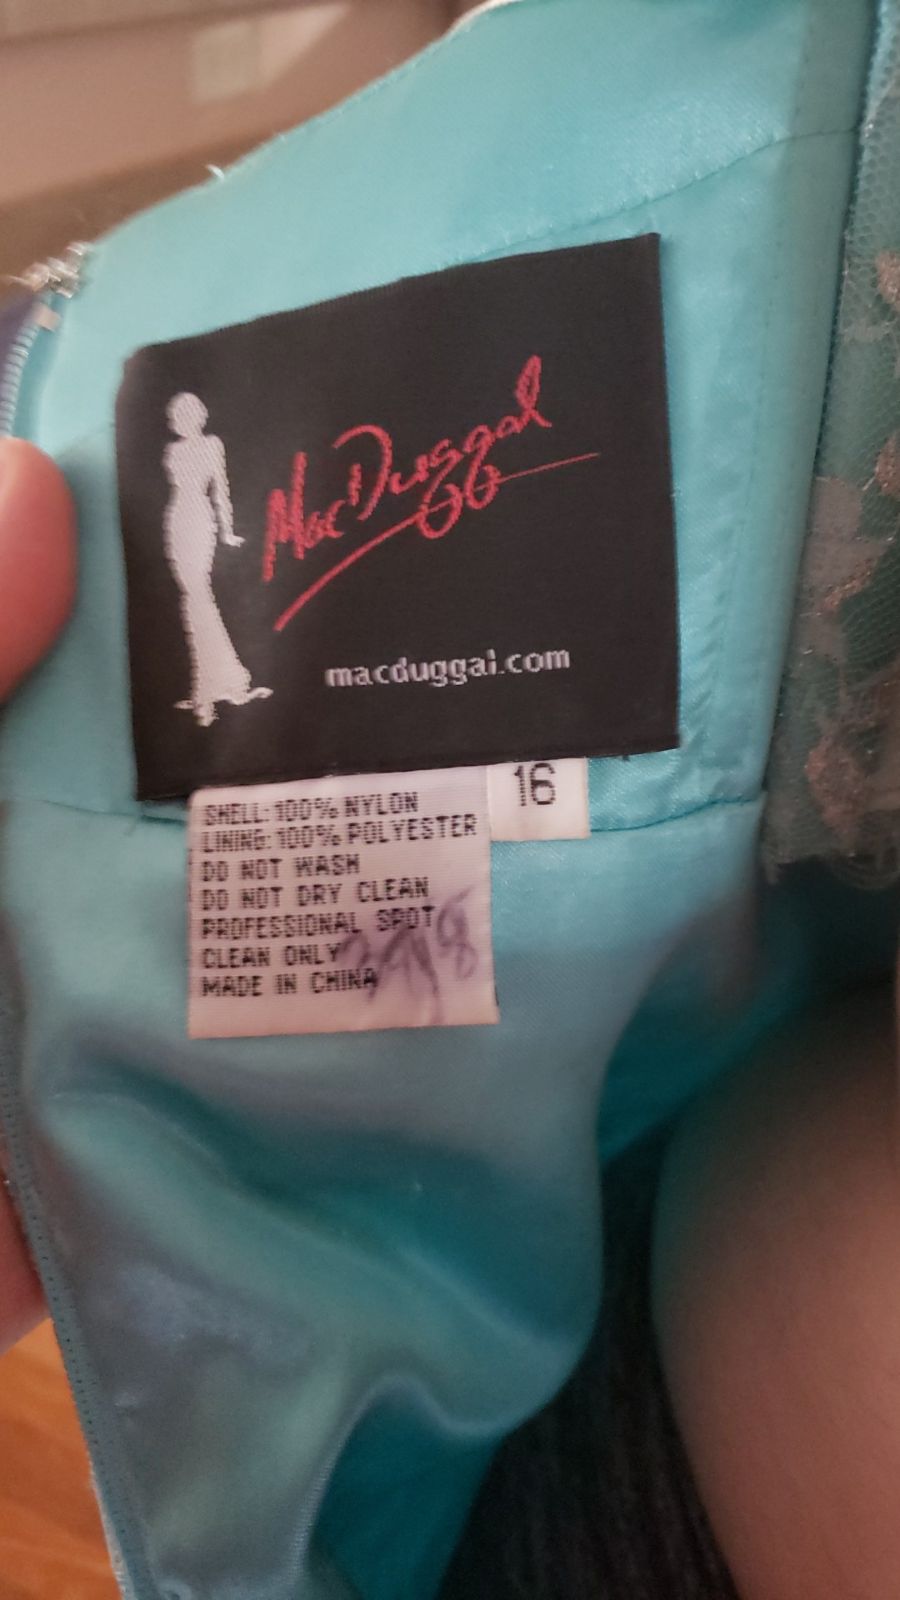 MacDuggal
macduggal.com
16
SHELL: 100% NYLON
LINING: 100% POLYESTER
DO NOT WASH
DO NOT DRY CLEAN
PROFESSIONAL SPOT
CLEAN ONLY
MADE IN CHINA